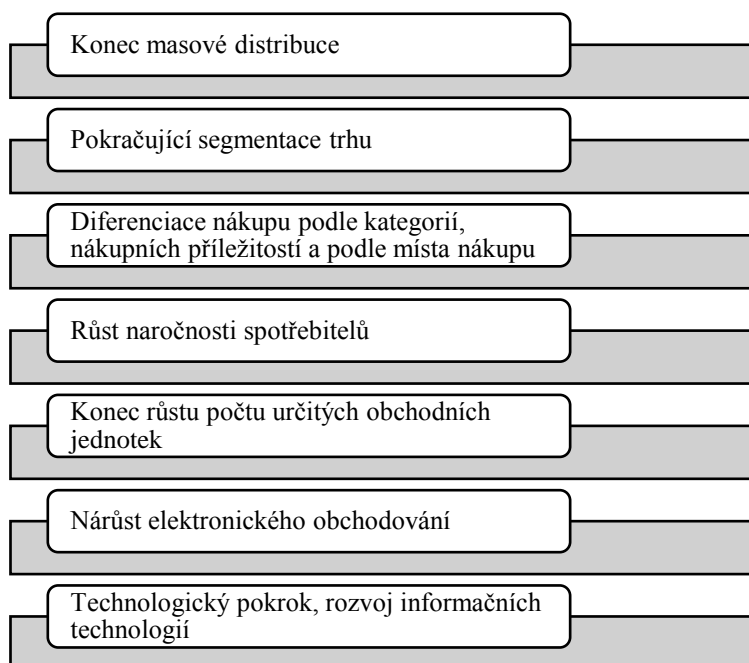 Konec masové distribuce
Pokračující segmentace trhu
Diferenciace nákupu podle kategorií,
nákupních příležitostí a podle místa nákupu
Růst naročnosti spotřebitelů
Konec růstu počtu určitých obchodních
jednotek
Nárůst elektronického obchodování
Technologický pokrok, rozvoj informačních
technologií